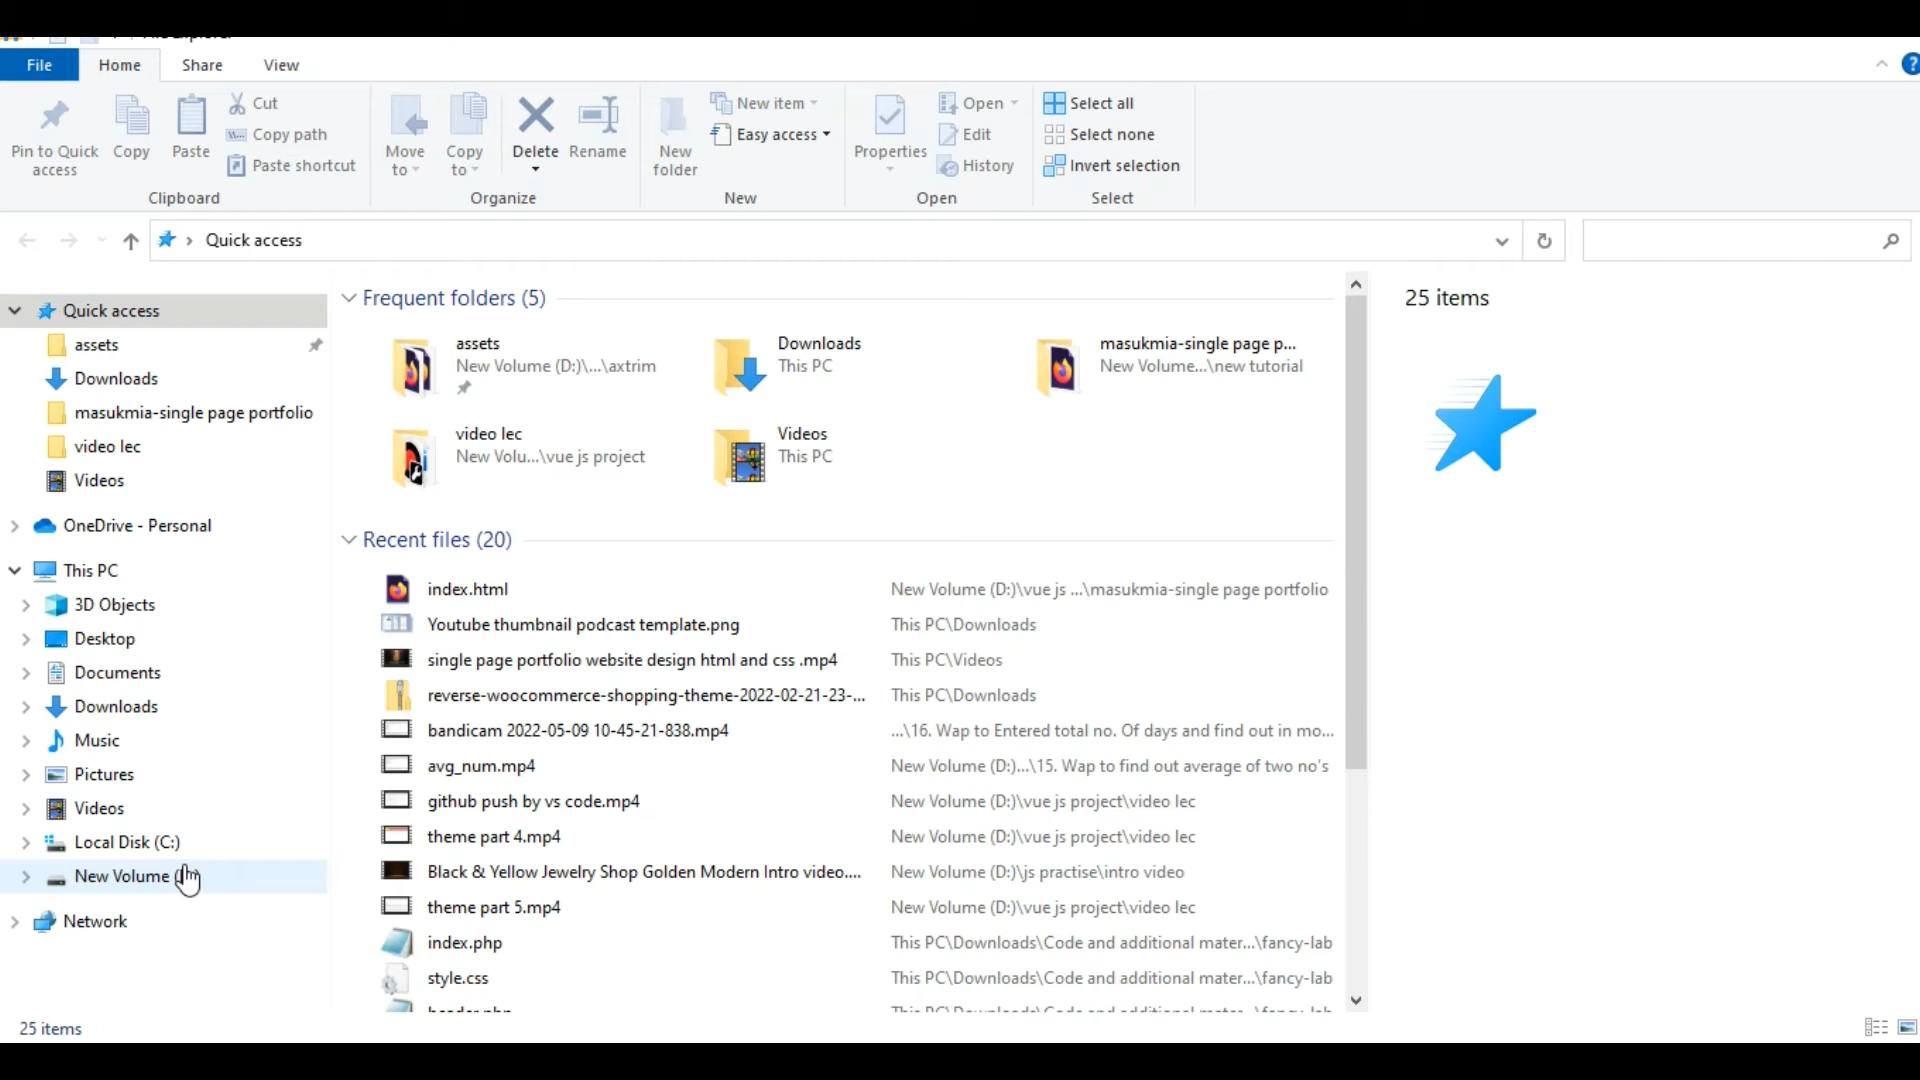 File Home Share View
Pin to Quick access
Copy
Paste
Cut
Copy path
Paste shortcut
Clipboard
Move to
Copy to
Delete
Rename
Organize
New folder
New item
Easy access
New
Properties
Open
Edit
History
Open
Select all
Select none
Invert selection
Select
Quick access
Quick access
assets
Downloads
masukmia-single page portfolio
video lec
Videos
OneDrive - Personal
This PC
3D Objects
Desktop
Documents
Downloads
Music
Pictures
Videos
Local Disk (C:)
New Volume
Network
Frequent folders (5)
assets
New Volume (D:)\...\axtrim
Downloads
This PC
masukmia-single page p...
New Volume...\new tutorial
video lec
New Volu...\vue js project
Videos
This PC
Recent files (20)
index.html New Volume (D:)\vue js ...\masukmia-single page portfolio
Youtube thumbnail podcast template.png This PC\Downloads
single page portfolio website design html and css .mp4 This PC\Videos
reverse-woocommerce-shopping-theme-2022-02-21-23-... This PC\Downloads
bandicam 2022-05-09 10-45-21-838.mp4 ...\16. Wap to Entered total no. Of days and find out in mo...
avg_num.mp4 New Volume (D:)...\15. Wap to find out average of two no's
github push by vs code.mp4 New Volume (D:)\vue js project\video lec
theme part 4.mp4 New Volume (D:)\vue js project\video lec
Black & Yellow Jewelry Shop Golden Modern Intro video.... New Volume (D:)\js practise\intro video
theme part 5.mp4 New Volume (D:)\vue js project\video lec
index.php This PC\Downloads\Code and additional mater...\fancy-lab
style.css This PC\Downloads\Code and additional mater...\fancy-lab
25 items
25 items